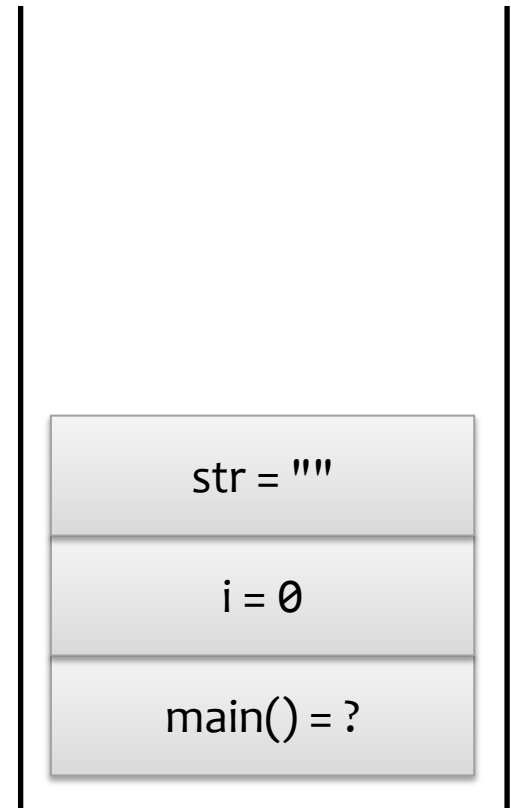 str = ""
i = 0
main() = ?